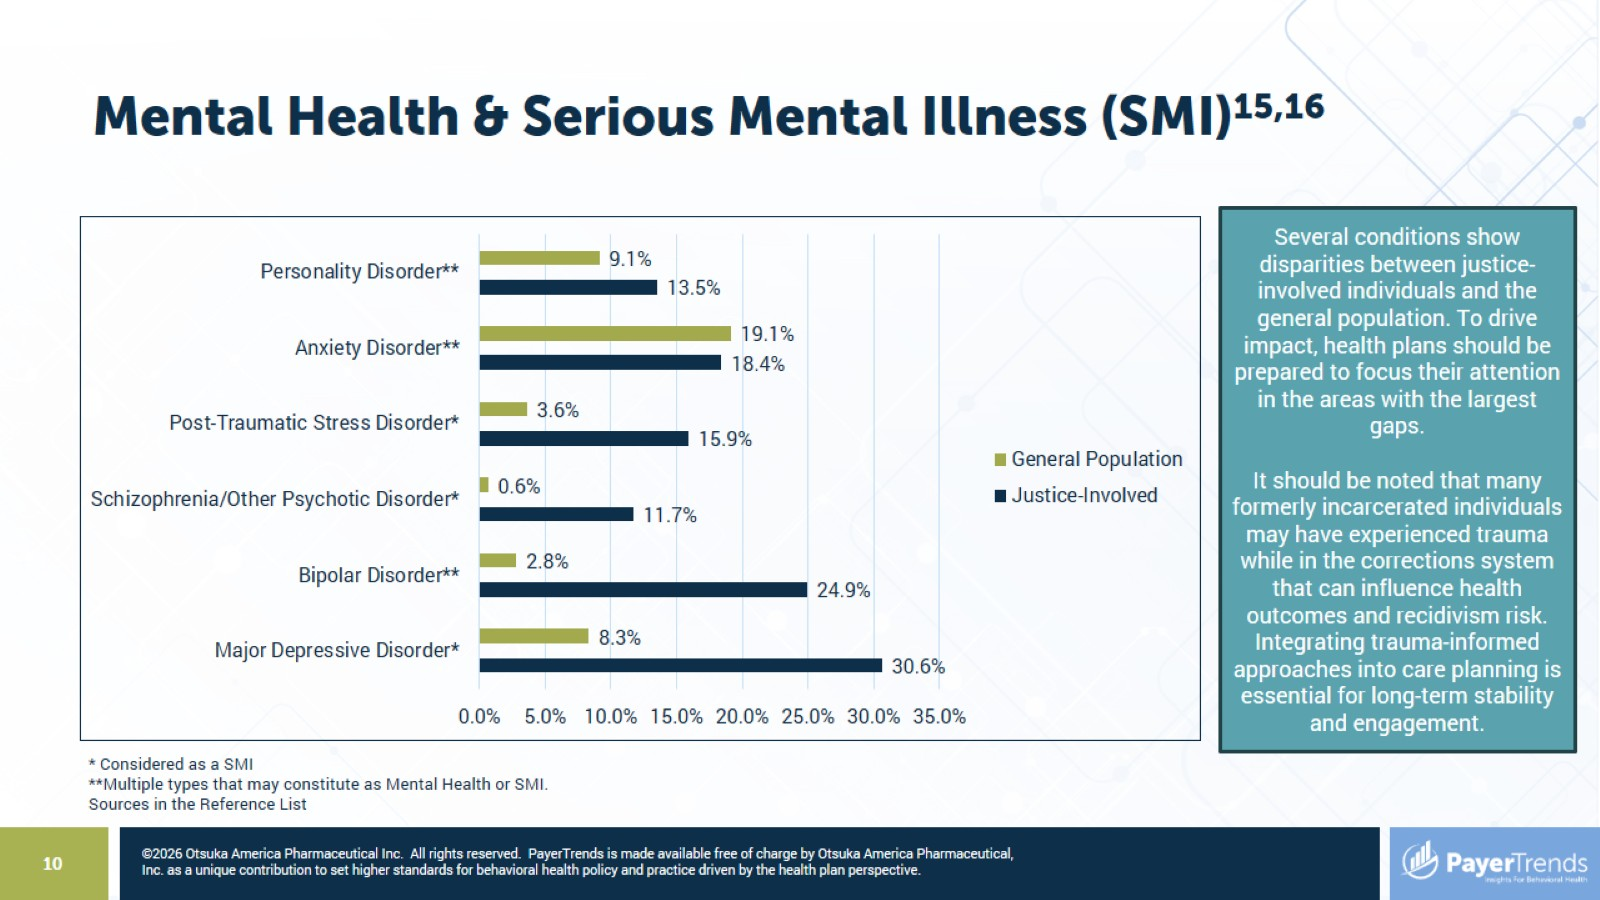 Mental Health & Serious Mental Illness (SMI)15,16
Personality Disorder**
9.1%
13.5%
Anxiety Disorder**
19.1%
18.4%
Post-Traumatic Stress Disorder*
3.6%
15.9%
Schizophrenia/Other Psychotic Disorder*
0.6%
11.7%
Bipolar Disorder**
2.8%
24.9%
Major Depressive Disorder*
8.3%
30.6%
0.0% 5.0% 10.0% 15.0% 20.0% 25.0% 30.0% 35.0%
General Population
Justice-Involved
Several conditions show
disparities between justice-
involved individuals and the
general population. To drive
impact, health plans should be
prepared to focus their attention
in the areas with the largest
gaps.
It should be noted that many
formerly incarcerated individuals
may have experienced trauma
while in the corrections system
that can influence health
outcomes and recidivism risk.
Integrating trauma-informed
approaches into care planning is
essential for long-term stability
and engagement.
* Considered as a SMI
**Multiple types that may constitute as Mental Health or SMI.
Sources in the Reference List
10
©2026 Otsuka America Pharmaceutical Inc. All rights reserved. PayerTrends is made available free of charge by Otsuka America Pharmaceutical,
Inc. as a unique contribution to set higher standards for behavioral health policy and practice driven by the health plan perspective.
PayerTrends
Insights For Behavioral Health